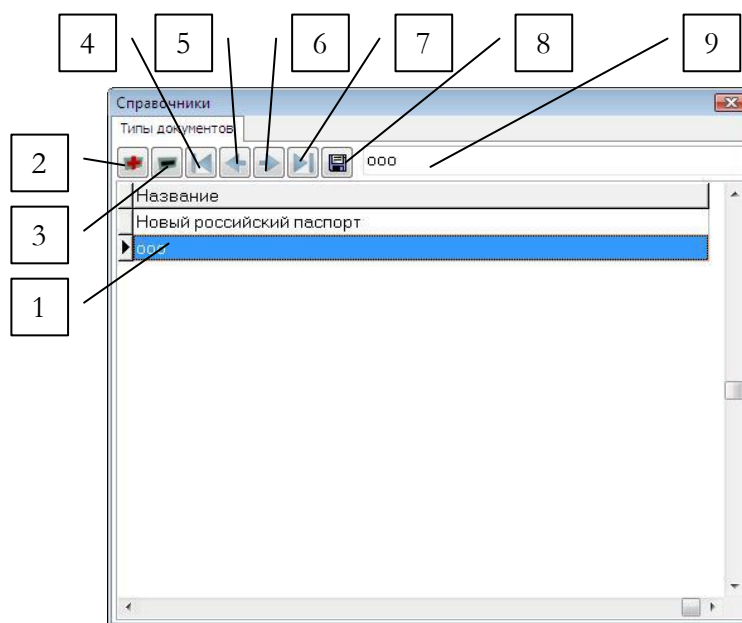 4 5 6 7 8 9
Справочники
Типы документов
2
ооо
3
Название
Новый российский паспорт
ооо
1